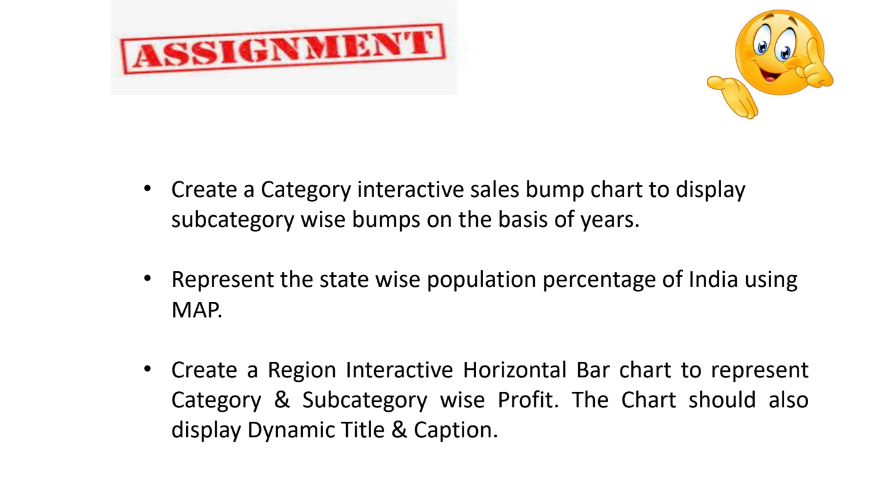 ASSIGNMENT
• Create a Category interactive sales bump chart to display
subcategory wise bumps on the basis of years.
• Represent the state wise population percentage of India using
MAP.
• Create a Region Interactive Horizontal Bar chart to represent
Category & Subcategory wise Profit. The Chart should also
display Dynamic Title & Caption.